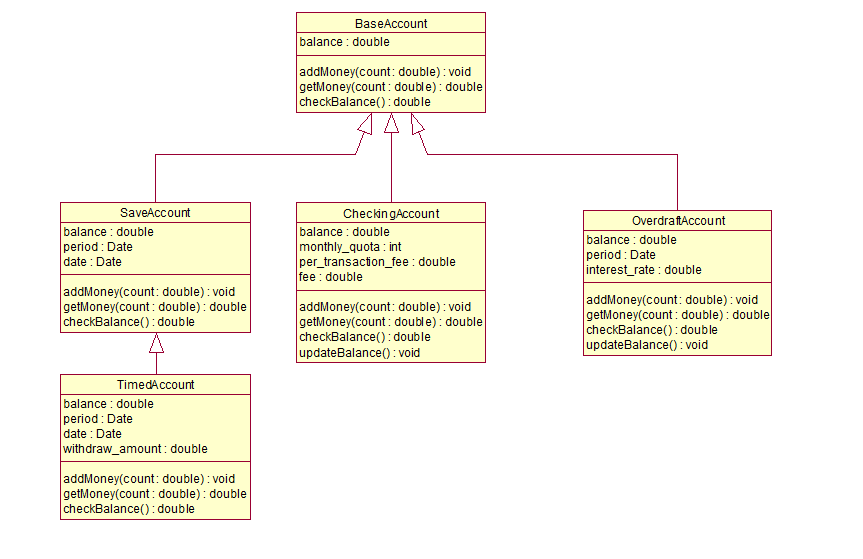 BaseAccount
balance : double
addMoney(count : double) : void
getMoney(count : double) : double
checkBalance() : double
SaveAccount
balance : double
period : Date
date : Date
addMoney(count : double) : void
getMoney(count : double) : double
checkBalance() : double
CheckingAccount
balance : double
monthly_quota : int
per_transaction_fee : double
fee : double
addMoney(count : double) : void
getMoney(count : double) : double
checkBalance() : double
updateBalance() : void
OverdraftAccount
balance : double
period : Date
interest_rate : double
addMoney(count : double) : void
getMoney(count : double) : double
checkBalance() : double
updateBalance() : void
TimedAccount
balance : double
period : Date
date : Date
withdraw_amount : double
addMoney(count : double) : void
getMoney(count : double) : double
checkBalance() : double